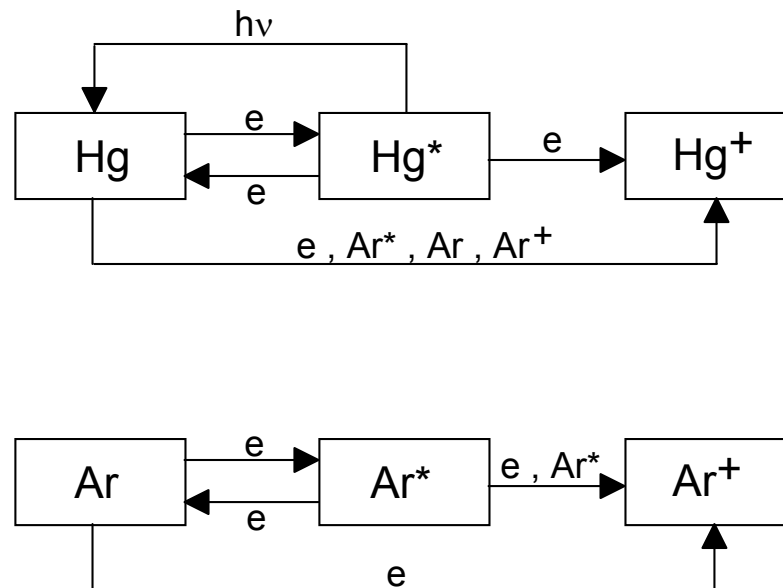 hν
Hg
e
e
Hg*
e
Hg⁺
e , Ar* , Ar , Ar⁺
Ar
e
e
Ar*
e , Ar*
Ar⁺
e